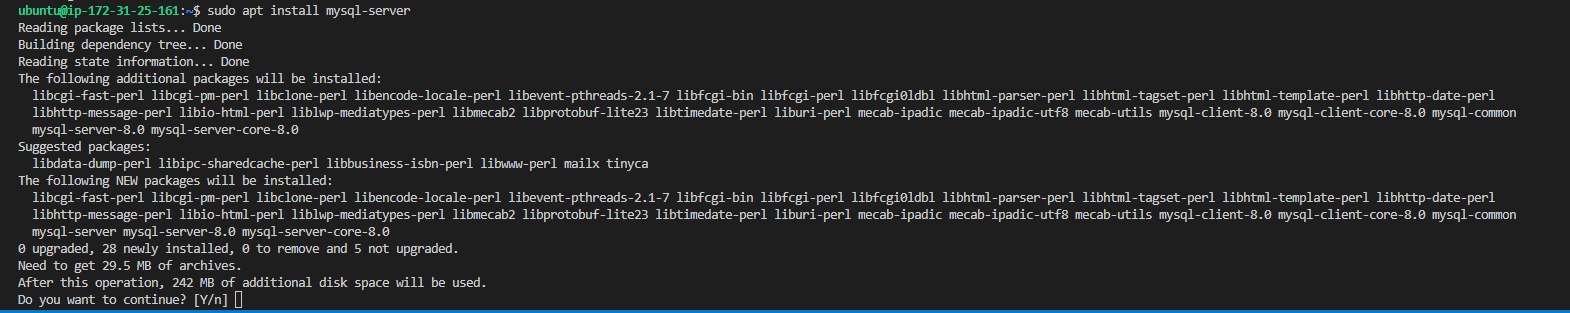 ubuntu@ip-172-31-25-161:~$ sudo apt install mysql-server
Reading package lists... Done
Building dependency tree... Done
Reading state information... Done
The following additional packages will be installed:
  libcgi-fast-perl libcgi-pm-perl libclone-perl libencode-locale-perl libevent-pthreads-2.1-7 libfcgi-bin libfcgi-perl libfcgi0ldbl libhtml-parser-perl libhtml-tagset-perl libhtml-template-perl libhttp-date-perl
  libhttp-message-perl libio-html-perl liblwp-mediatypes-perl libmecab2 libprotobuf-lite23 libtimedate-perl liburi-perl mecab-ipadic mecab-ipadic-utf8 mecab-utils mysql-client-8.0 mysql-client-core-8.0 mysql-common
  mysql-server-8.0 mysql-server-core-8.0
Suggested packages:
  libdata-dump-perl libipc-sharedcache-perl libbusiness-isbn-perl libwww-perl mailx tinyca
The following NEW packages will be installed:
  libcgi-fast-perl libcgi-pm-perl libclone-perl libencode-locale-perl libevent-pthreads-2.1-7 libfcgi-bin libfcgi-perl libfcgi0ldbl libhtml-parser-perl libhtml-tagset-perl libhtml-template-perl libhttp-date-perl
  libhttp-message-perl libio-html-perl liblwp-mediatypes-perl libmecab2 libprotobuf-lite23 libtimedate-perl liburi-perl mecab-ipadic mecab-ipadic-utf8 mecab-utils mysql-client-8.0 mysql-client-core-8.0 mysql-common
  mysql-server mysql-server-8.0 mysql-server-core-8.0
0 upgraded, 28 newly installed, 0 to remove and 5 not upgraded.
Need to get 29.5 MB of archives.
After this operation, 242 MB of additional disk space will be used.
Do you want to continue? [Y/n]